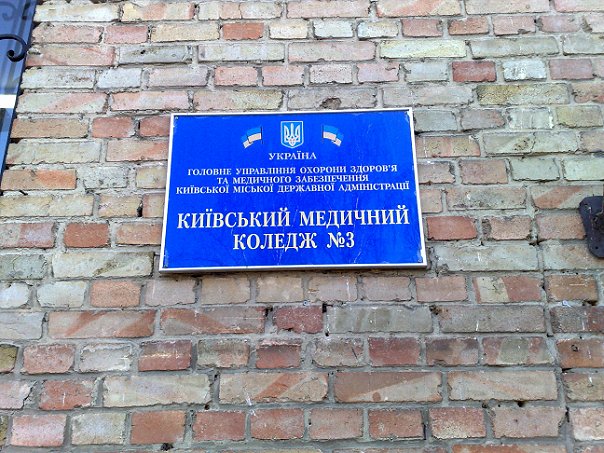 УКРАЇНА
ГОЛОВНЕ УПРАВЛІННЯ ОХОРОНИ ЗДОРОВ'Я
ТА МЕДИЧНОГО ЗАБЕЗПЕЧЕННЯ
КИЇВСЬКОЇ МІСЬКОЇ ДЕРЖАВНОЇ АДМІНІСТРАЦІЇ
КИЇВСЬКИЙ МЕДИЧНИЙ
КОЛЕДЖ №3